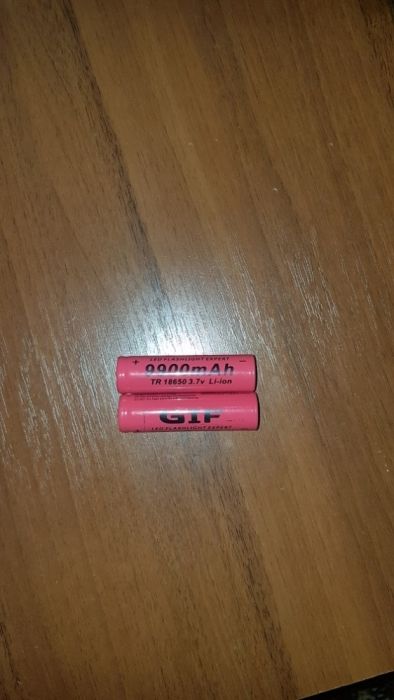 LED FLASHLIGHT EXPERT
+ 9900mAh -
TR 18650 3.7v Li-ion
GIF
LED FLASHLIGHT EXPERT